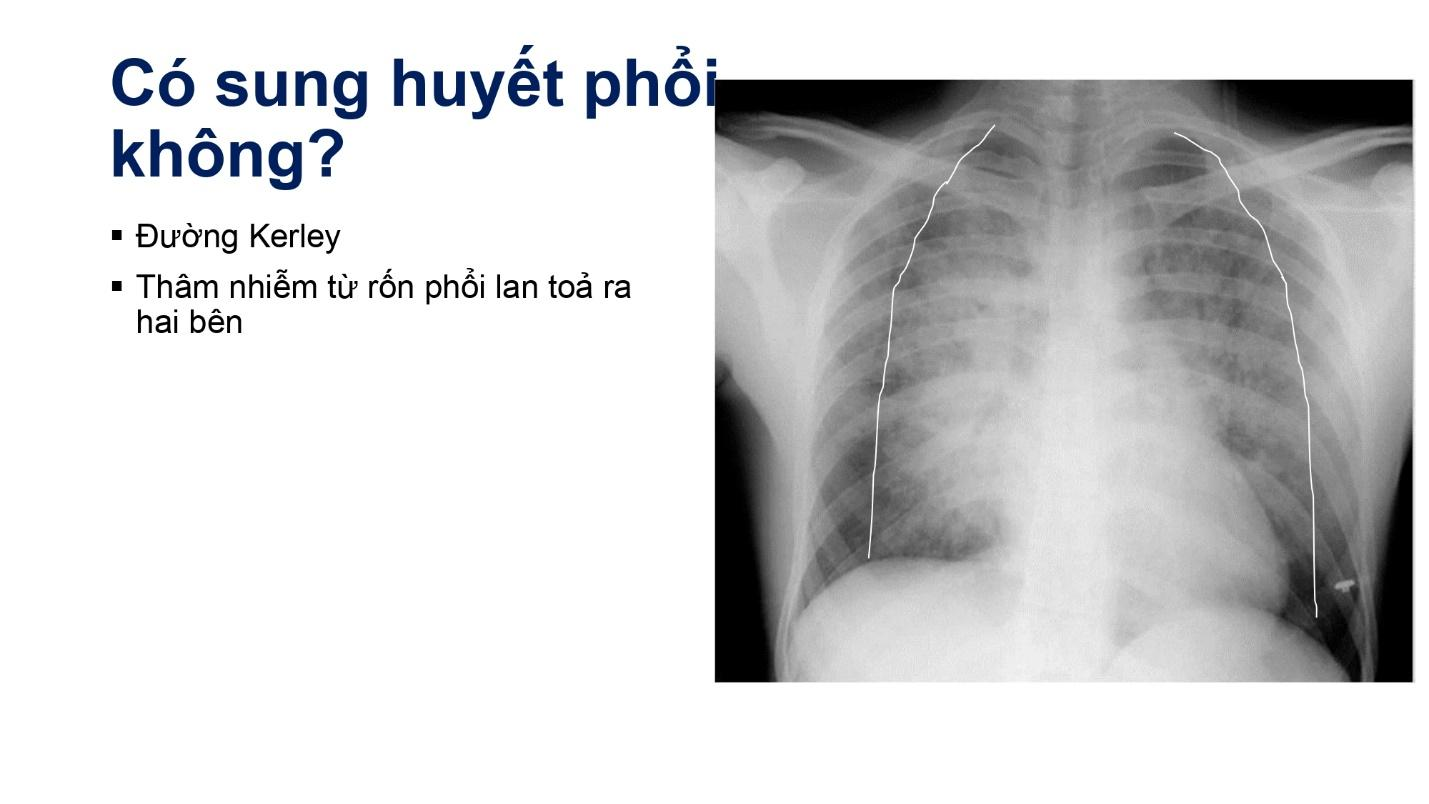 Có sung huyết phổi
không?
▪ Đường Kerley
▪ Thâm nhiễm từ rốn phổi lan toả ra
hai bên